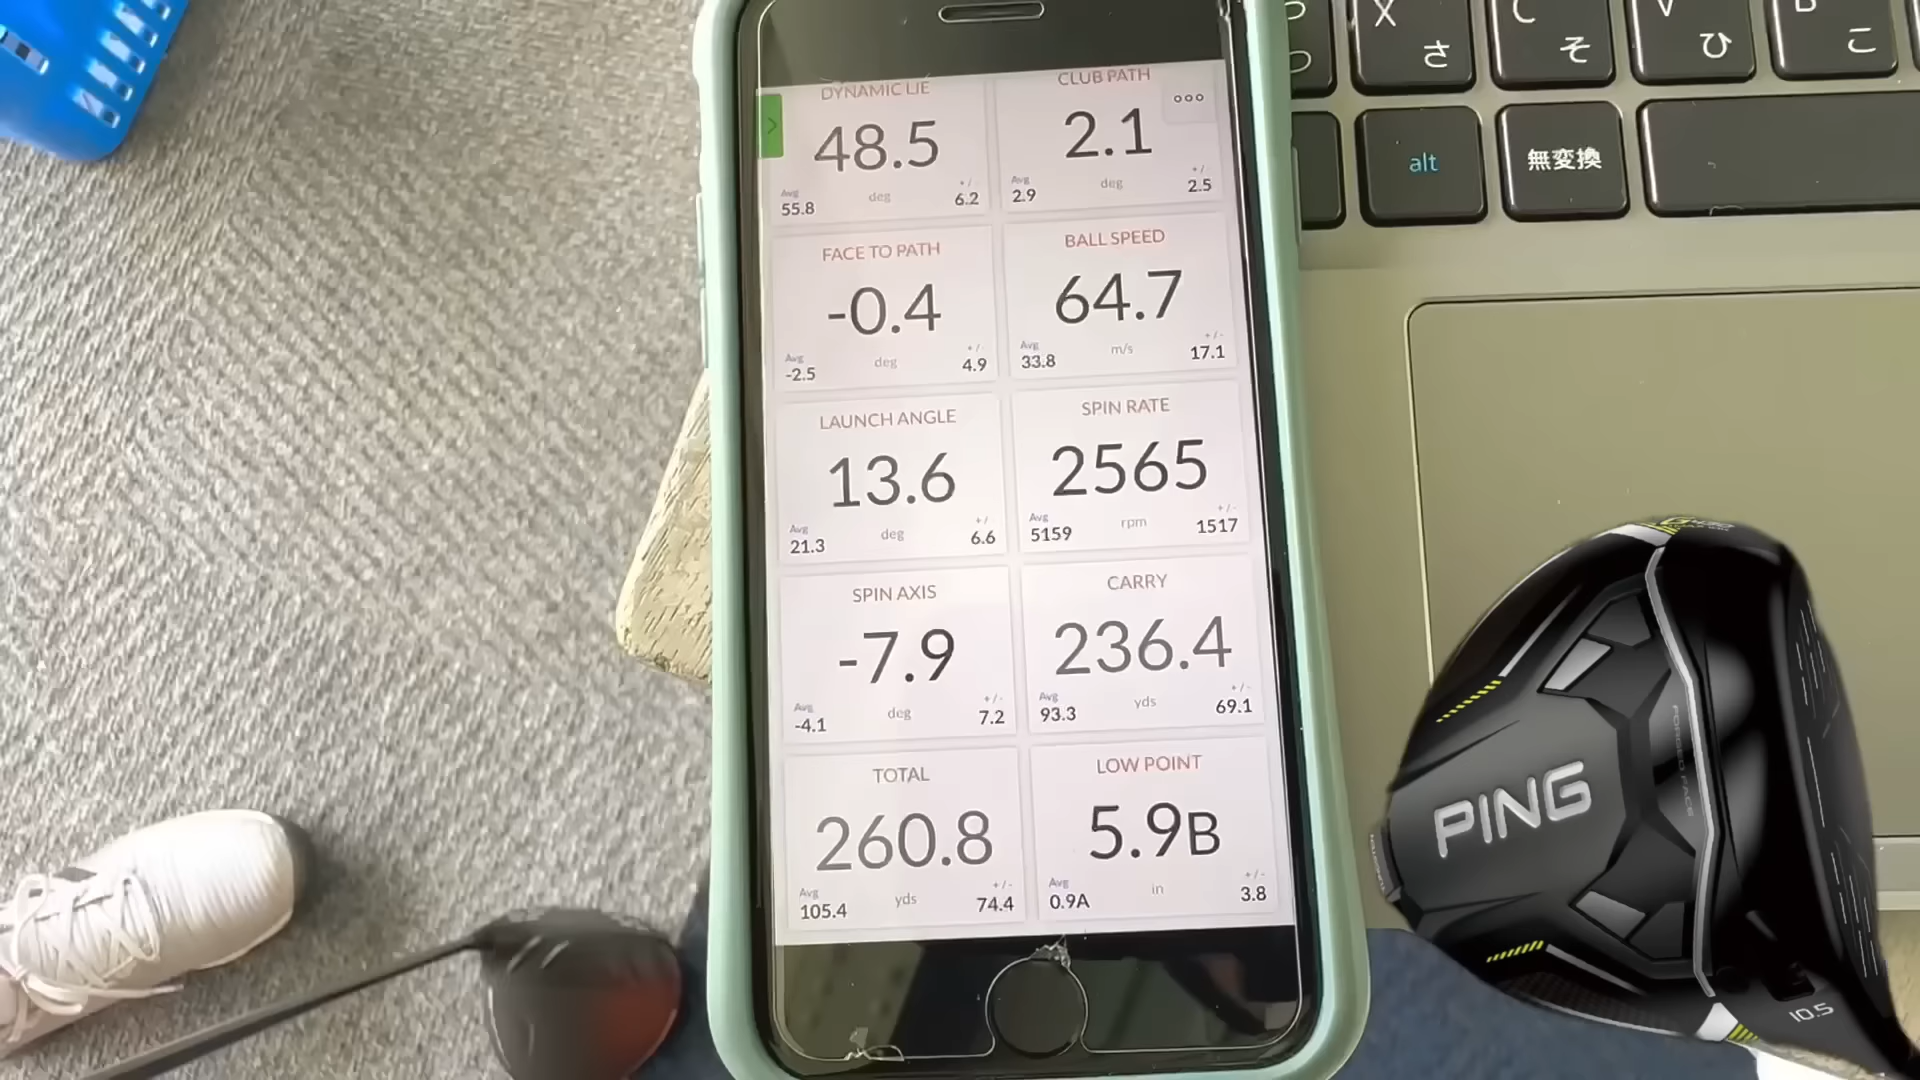 DYNAMIC LIE
48.5
Avg
55.8
deg
+/-
6.2
CLUB PATH
2.1
Avg
2.9
deg
+/
2.5
FACE TO PATH
-0.4
Avg
-2.5
deg
+/-
4.9
BALL SPEED
64.7
Avg
33.8
m/s
+/-
17.1
LAUNCH ANGLE
13.6
Avg
21.3
deg
+/
6.6
SPIN RATE
2565
Avg
5159
rpm
+/-
1517
SPIN AXIS
-7.9
Avg
-4.1
deg
+/-
7.2
CARRY
236.4
Avg
93.3
yds
+/-
69.1
TOTAL
260.8
Avg
105.4
yds
+/-
74.4
LOW POINT
5.9B
Avg
0.9A
in
+/-
3.8
X
さ
C
そ
V
ひ
B
こ
つ
っ
alt
無変換
FORGED FACE
PING
10.5